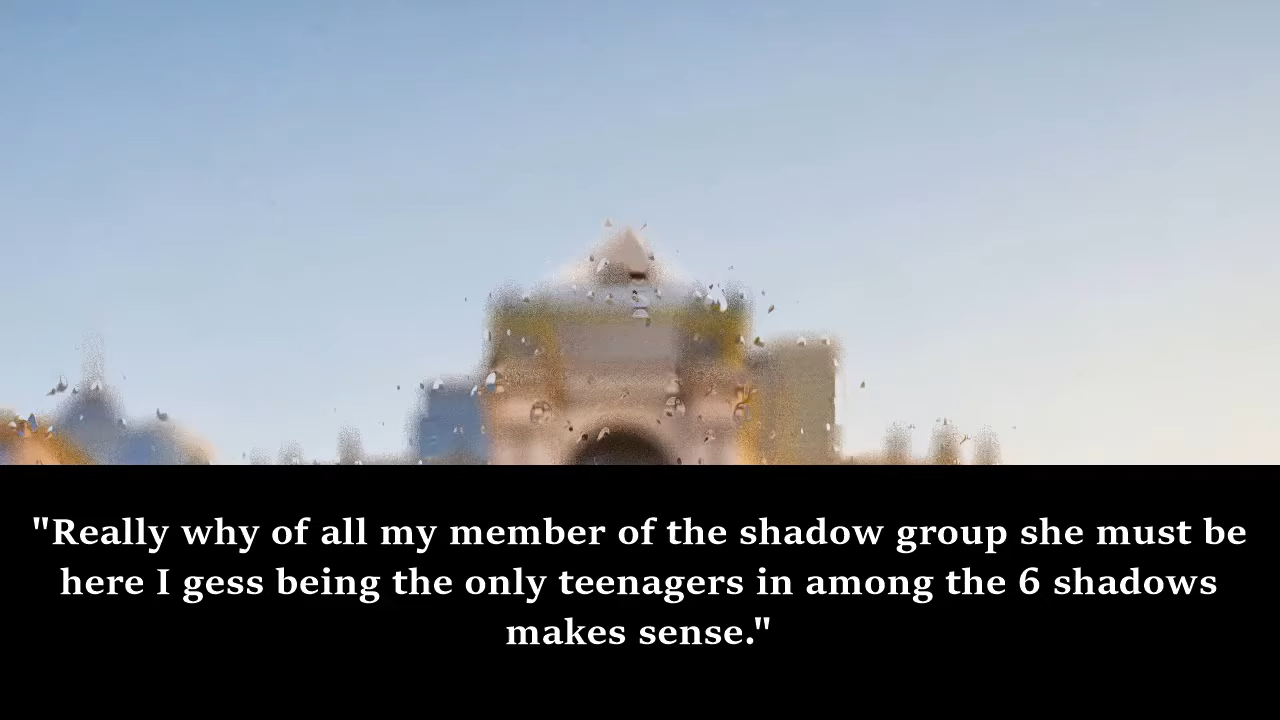 "Really why of all my member of the shadow group she must be
here I gess being the only teenagers in among the 6 shadows
makes sense."